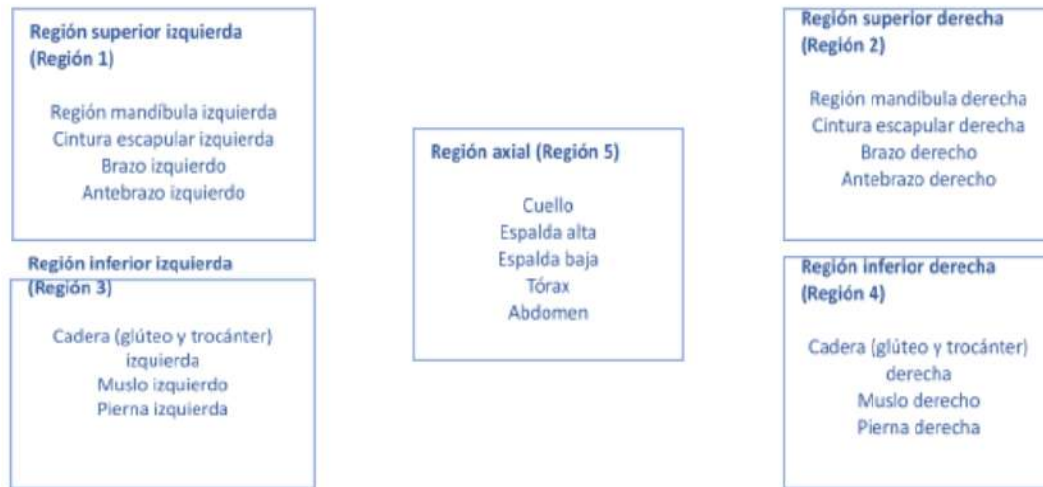 Región superior izquierda
(Región 1)
Región mandíbula izquierda
Cintura escapular izquierda
Brazo izquierdo
Antebrazo izquierdo
Región superior derecha
(Región 2)
Región mandíbula derecha
Cintura escapular derecha
Brazo derecho
Antebrazo derecho
Región axial (Región 5)
Cuello
Espalda alta
Espalda baja
Tórax
Abdomen
Región inferior izquierda
(Región 3)
Cadera (glúteo y trocánter)
izquierda
Muslo izquierdo
Pierna izquierda
Región inferior derecha
(Región 4)
Cadera (glúteo y trocánter)
derecha
Muslo derecho
Pierna derecha